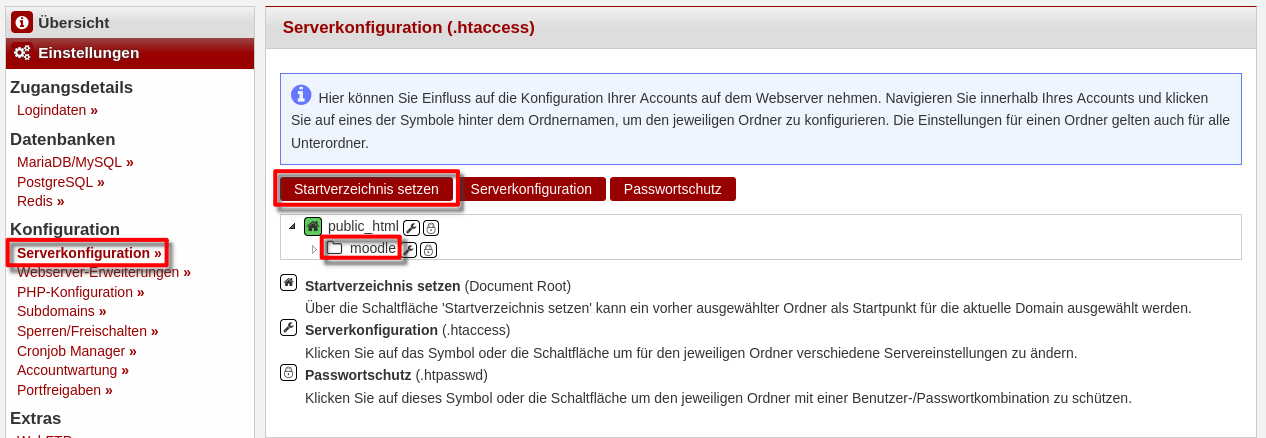 Übersicht
Einstellungen
Zugangsdetails
Logindaten »
Datenbanken
MariaDB/MySQL »
PostgreSQL »
Redis »
Konfiguration
Serverkonfiguration »
Webserver-Erweiterungen »
PHP-Konfiguration »
Subdomains »
Sperren/Freischalten »
Cronjob Manager »
Accountwartung »
Portfreigaben »
Extras
Serverkonfiguration (.htaccess)
Hier können Sie Einfluss auf die Konfiguration Ihrer Accounts auf dem Webserver nehmen. Navigieren Sie innerhalb Ihres Accounts und klicken
Sie auf eines der Symbole hinter dem Ordnernamen, um den jeweiligen Ordner zu konfigurieren. Die Einstellungen für einen Ordner gelten auch für alle
Unterordner.
Startverzeichnis setzen Serverkonfiguration Passwortschutz
public_html
moodle
Startverzeichnis setzen (Document Root)
Über die Schaltfläche 'Startverzeichnis setzen' kann ein vorher ausgewählter Ordner als Startpunkt für die aktuelle Domain ausgewählt werden.
Serverkonfiguration (.htaccess)
Klicken Sie auf das Symbol oder die Schaltfläche um für den jeweiligen Ordner verschiedene Servereinstellungen zu ändern.
Passwortschutz (.htpasswd)
Klicken Sie auf dieses Symbol oder die Schaltfläche um den jeweiligen Ordner mit einer Benutzer-/Passwortkombination zu schützen.